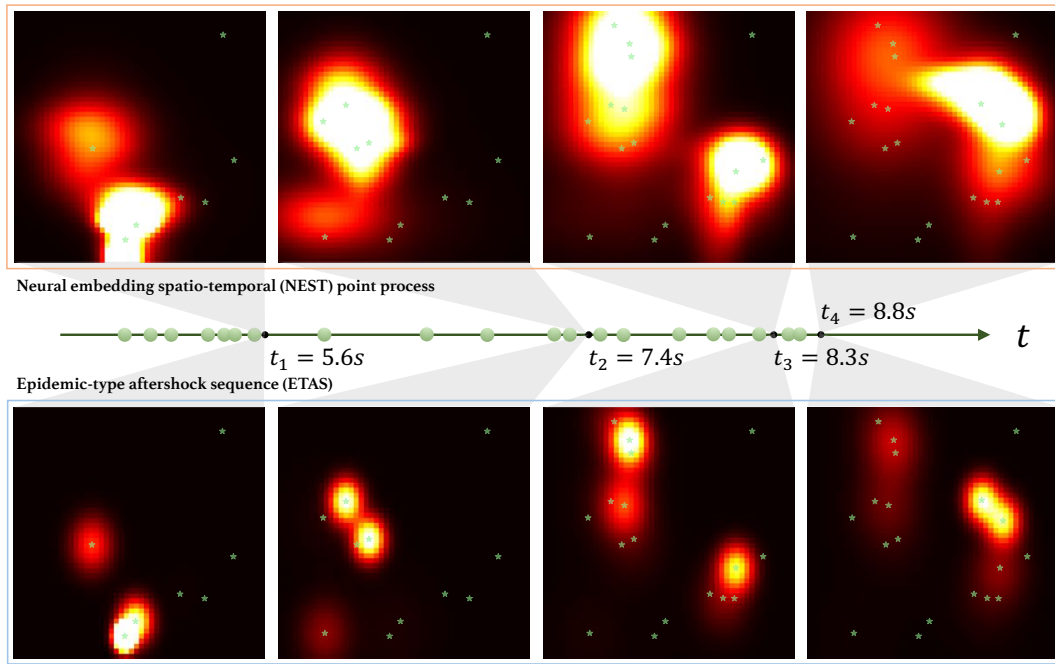 Neural embedding spatio-temporal (NEST) point process
t₄ = 8.8s
t
t₁ = 5.6s
t₂ = 7.4s
t₃ = 8.3s
Epidemic-type aftershock sequence (ETAS)